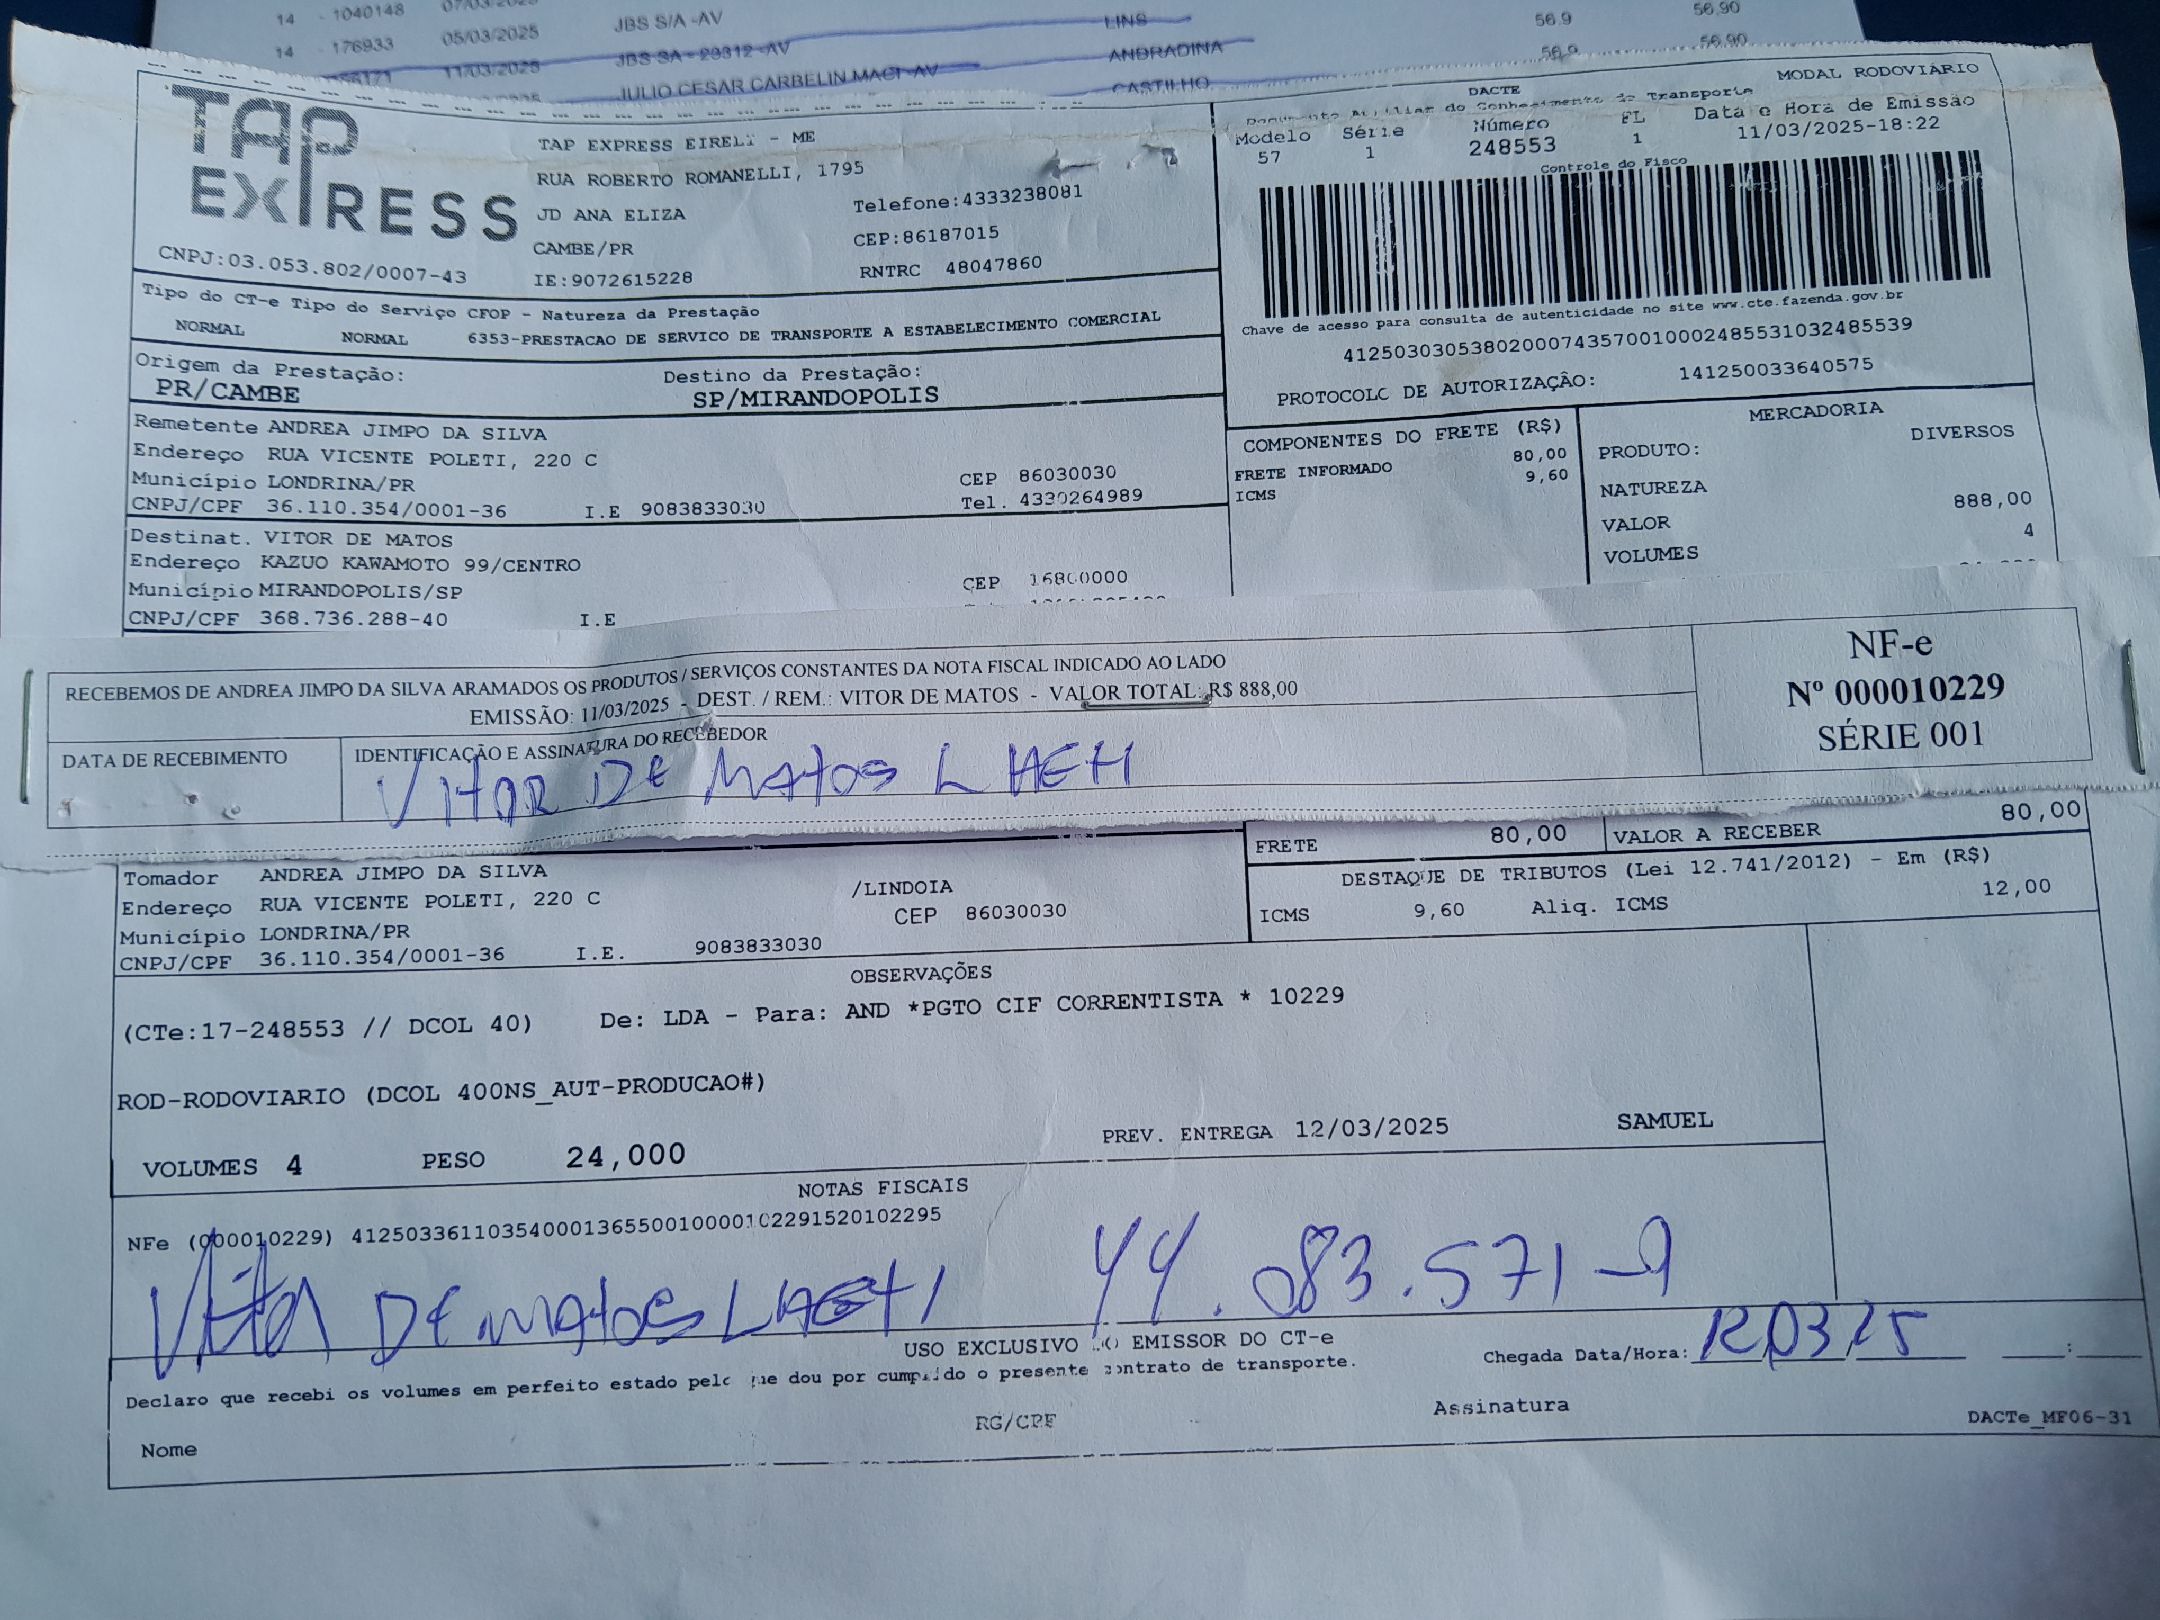 14 - 1040148 07/03/2025 JBS S/A -AV LINS 56.9 56.90
14 - 176933 05/03/2025 JBS SA - 29312 -AV ANDRADINA 56.9 56.90
11/03/2025 JULIO CESAR CARBELIN MACI -AV CASTILHO
TAP EXPRESS
TAP EXPRESS EIRELI - ME
RUA ROBERTO ROMANELLI, 1795
JD ANA ELIZA Telefone:4333238081
CAMBE/PR CEP:86187015
CNPJ:03.053.802/0007-43 IE:9072615228 RNTRC 48047860
DACTE MODAL RODOVIÁRIO
Documento Auxiliar do Conhecimento de Transporte
Modelo Série Número FL Data e Hora de Emissão
57 1 248553 1 11/03/2025-18:22
Controle do Fisco
Chave de acesso para consulta de autenticidade no site www.cte.fazenda.gov.br
41250303053802000743570010002485531032485539
PROTOCOLO DE AUTORIZAÇÃO: 141250033640575
Tipo do CT-e Tipo do Serviço CFOP - Natureza da Prestação
NORMAL NORMAL 6353-PRESTACAO DE SERVICO DE TRANSPORTE A ESTABELECIMENTO COMERCIAL
Origem da Prestação: Destino da Prestação:
PR/CAMBE SP/MIRANDOPOLIS
Remetente ANDREA JIMPO DA SILVA
Endereço RUA VICENTE POLETI, 220 C
Município LONDRINA/PR CEP 86030030
CNPJ/CPF 36.110.354/0001-36 I.E 9083833030 Tel. 4330264989
COMPONENTES DO FRETE (R$)
FRETE INFORMADO 80,00
ICMS 9,60
MERCADORIA
PRODUTO: DIVERSOS
NATUREZA
VALOR 888,00
VOLUMES 4
Destinat. VITOR DE MATOS
Endereço KAZUO KAWAMOTO 99/CENTRO
Município MIRANDOPOLIS/SP CEP 16800000
CNPJ/CPF 368.736.288-40 I.E
RECEBEMOS DE ANDREA JIMPO DA SILVA ARAMADOS OS PRODUTOS / SERVIÇOS CONSTANTES DA NOTA FISCAL INDICADO AO LADO
EMISSÃO: 11/03/2025 - DEST. / REM.: VITOR DE MATOS - VALOR TOTAL: R$ 888,00
DATA DE RECEBIMENTO IDENTIFICAÇÃO E ASSINATURA DO RECEBEDOR
VITOR DE MATOS
NF-e
Nº 000010229
SÉRIE 001
FRETE 80,00 VALOR A RECEBER 80,00
DESTAQUE DE TRIBUTOS (Lei 12.741/2012) - Em (R$)
ICMS 9,60 Aliq. ICMS 12,00
Tomador ANDREA JIMPO DA SILVA
Endereço RUA VICENTE POLETI, 220 C /LINDOIA
Município LONDRINA/PR CEP 86030030
CNPJ/CPF 36.110.354/0001-36 I.E. 9083833030
OBSERVAÇÕES
(CTe:17-248553 // DCOL 40) De: LDA - Para: AND *PGTO CIF CORRENTISTA * 10229
ROD-RODOVIARIO (DCOL 400NS_AUT-PRODUCAO#)
VOLUMES 4 PESO 24,000 PREV. ENTREGA 12/03/2025 SAMUEL
NOTAS FISCAIS
NFe (000010229) 41250336110354000136550010000102291520102295
VITOR DE MATOS 44.083.571-9
USO EXCLUSIVO DO EMISSOR DO CT-e
Chegada Data/Hora: 12/03/25 :
Declaro que recebi os volumes em perfeito estado pelo que dou por cumprido o presente contrato de transporte.
Nome RG/CPF Assinatura
DACTe_MF06-31